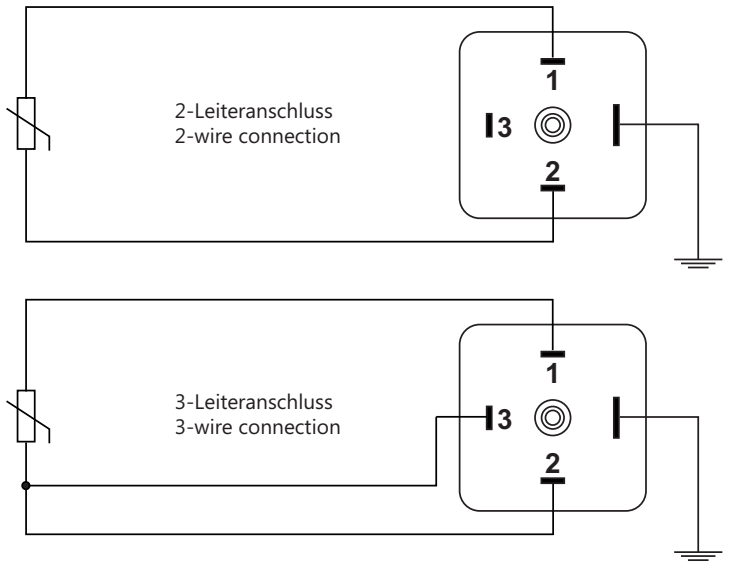 1
2-Leiteranschluss
2-wire connection
3
2
1
3-Leiteranschluss
3-wire connection
3
2